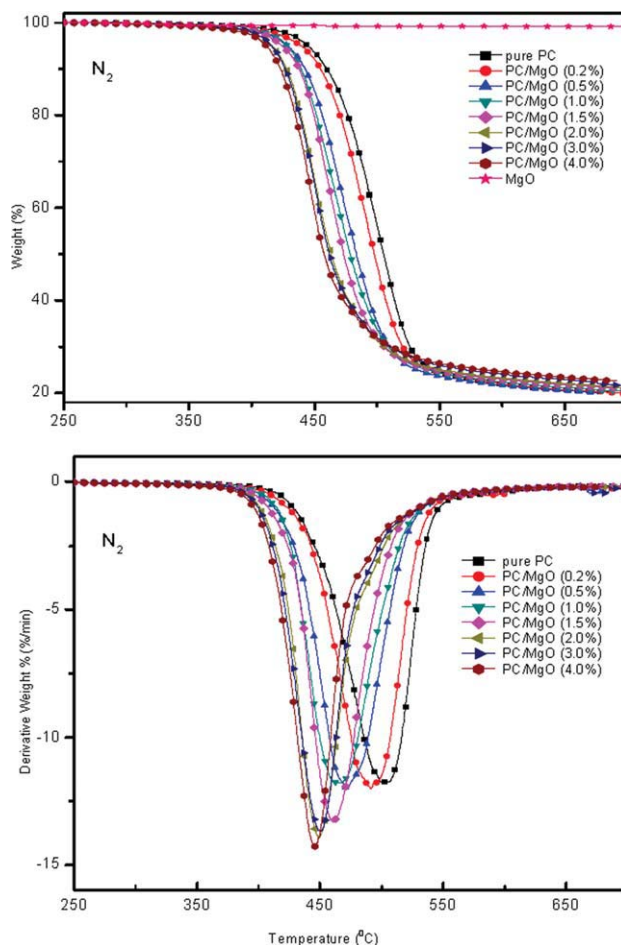 100
80
60
40
20
Weight (%)
N2
pure PC
PC/MgO (0.2%)
PC/MgO (0.5%)
PC/MgO (1.0%)
PC/MgO (1.5%)
PC/MgO (2.0%)
PC/MgO (3.0%)
PC/MgO (4.0%)
MgO
250 350 450 550 650
0
-5
-10
-15
Derivative Weight % (%/min)
N2
pure PC
PC/MgO (0.2%)
PC/MgO (0.5%)
PC/MgO (1.0%)
PC/MgO (1.5%)
PC/MgO (2.0%)
PC/MgO (3.0%)
PC/MgO (4.0%)
250 350 450 550 650
Temperature (°C)